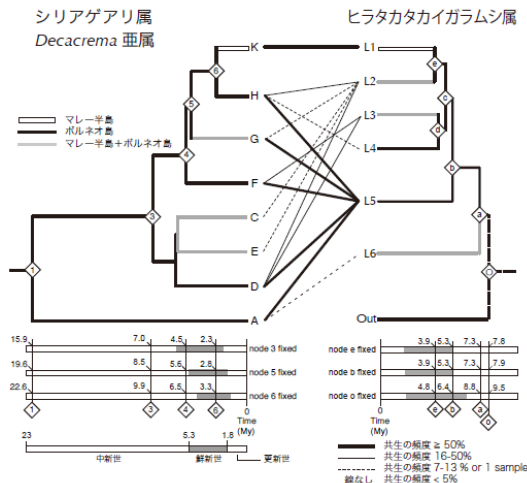 シリアゲアリ属
Decacrema 亜属
ヒラタカタカイガラムシ属
マレー半島
ボルネオ島
マレー半島+ボルネオ島
K
H
G
F
C
E
D
A
6
5
4
3
1
L1
L2
L3
L4
L5
L6
Out
e
c
d
b
a
o
15.9 7.0 4.5 2.3
node 3 fixed
19.6 8.5 5.6 2.8
node 5 fixed
22.6 9.9 6.5 3.3
node 6 fixed
1 3 4 6
0
Time
(My)
23 5.3 1.8
中新世 鮮新世 更新世
3.9 5.3 7.3 7.8
node e fixed
3.9 5.3 7.3 7.9
node b fixed
4.8 6.4 8.8 9.5
node o fixed
e b a o
0
Time
(My)
共生の頻度 ≧ 50%
共生の頻度 16-50%
共生の頻度 7-13 % or 1 sample
線なし 共生の頻度 < 5%